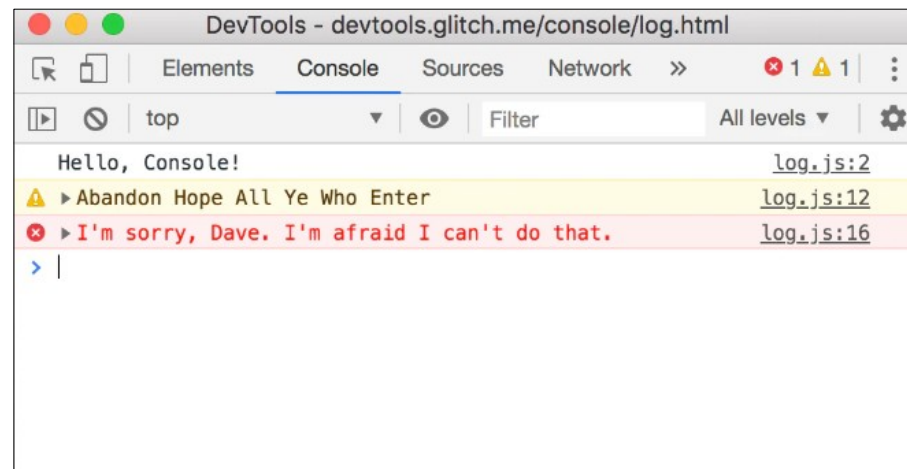 DevTools - devtools.glitch.me/console/log.html
Elements Console Sources Network » 1 1
top Filter All levels
Hello, Console! log.js:2
Abandon Hope All Ye Who Enter log.js:12
I'm sorry, Dave. I'm afraid I can't do that. log.js:16